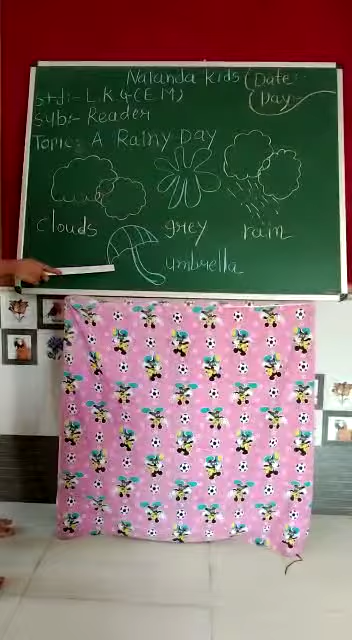 Nalanda kids (Date:-
(Day:-
Std:- L.K.G (E.M)
Sub:- Reader
Topic: A Rainy Day
clouds grey rain
umbrella